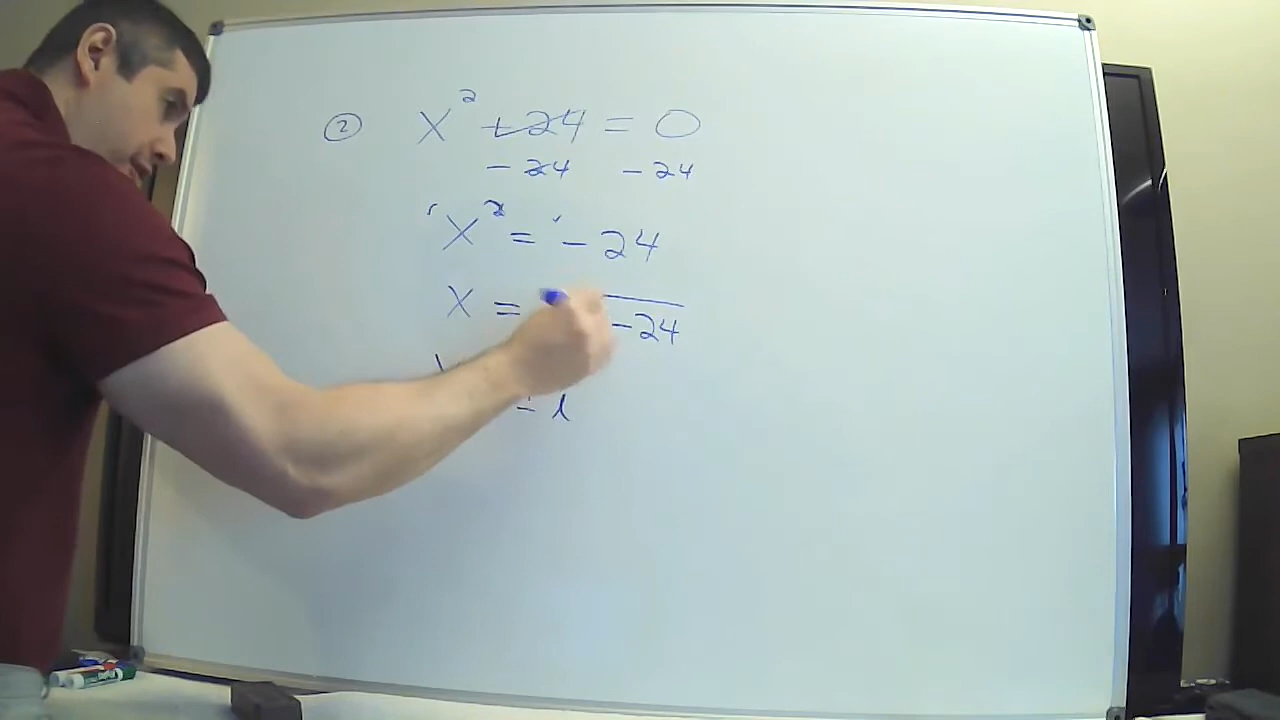 ② x² + 24 = 0
- 24 - 24
x² = - 24
x = -24
± i